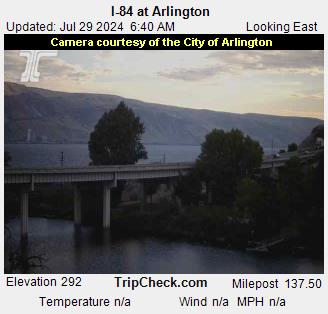 I-84 at Arlington
Updated: Jul 29 2024 6:40 AM Looking East
Camera courtesy of the City of Arlington
Elevation 292 TripCheck.com Milepost 137.50
Temperature n/a Wind n/a MPH n/a